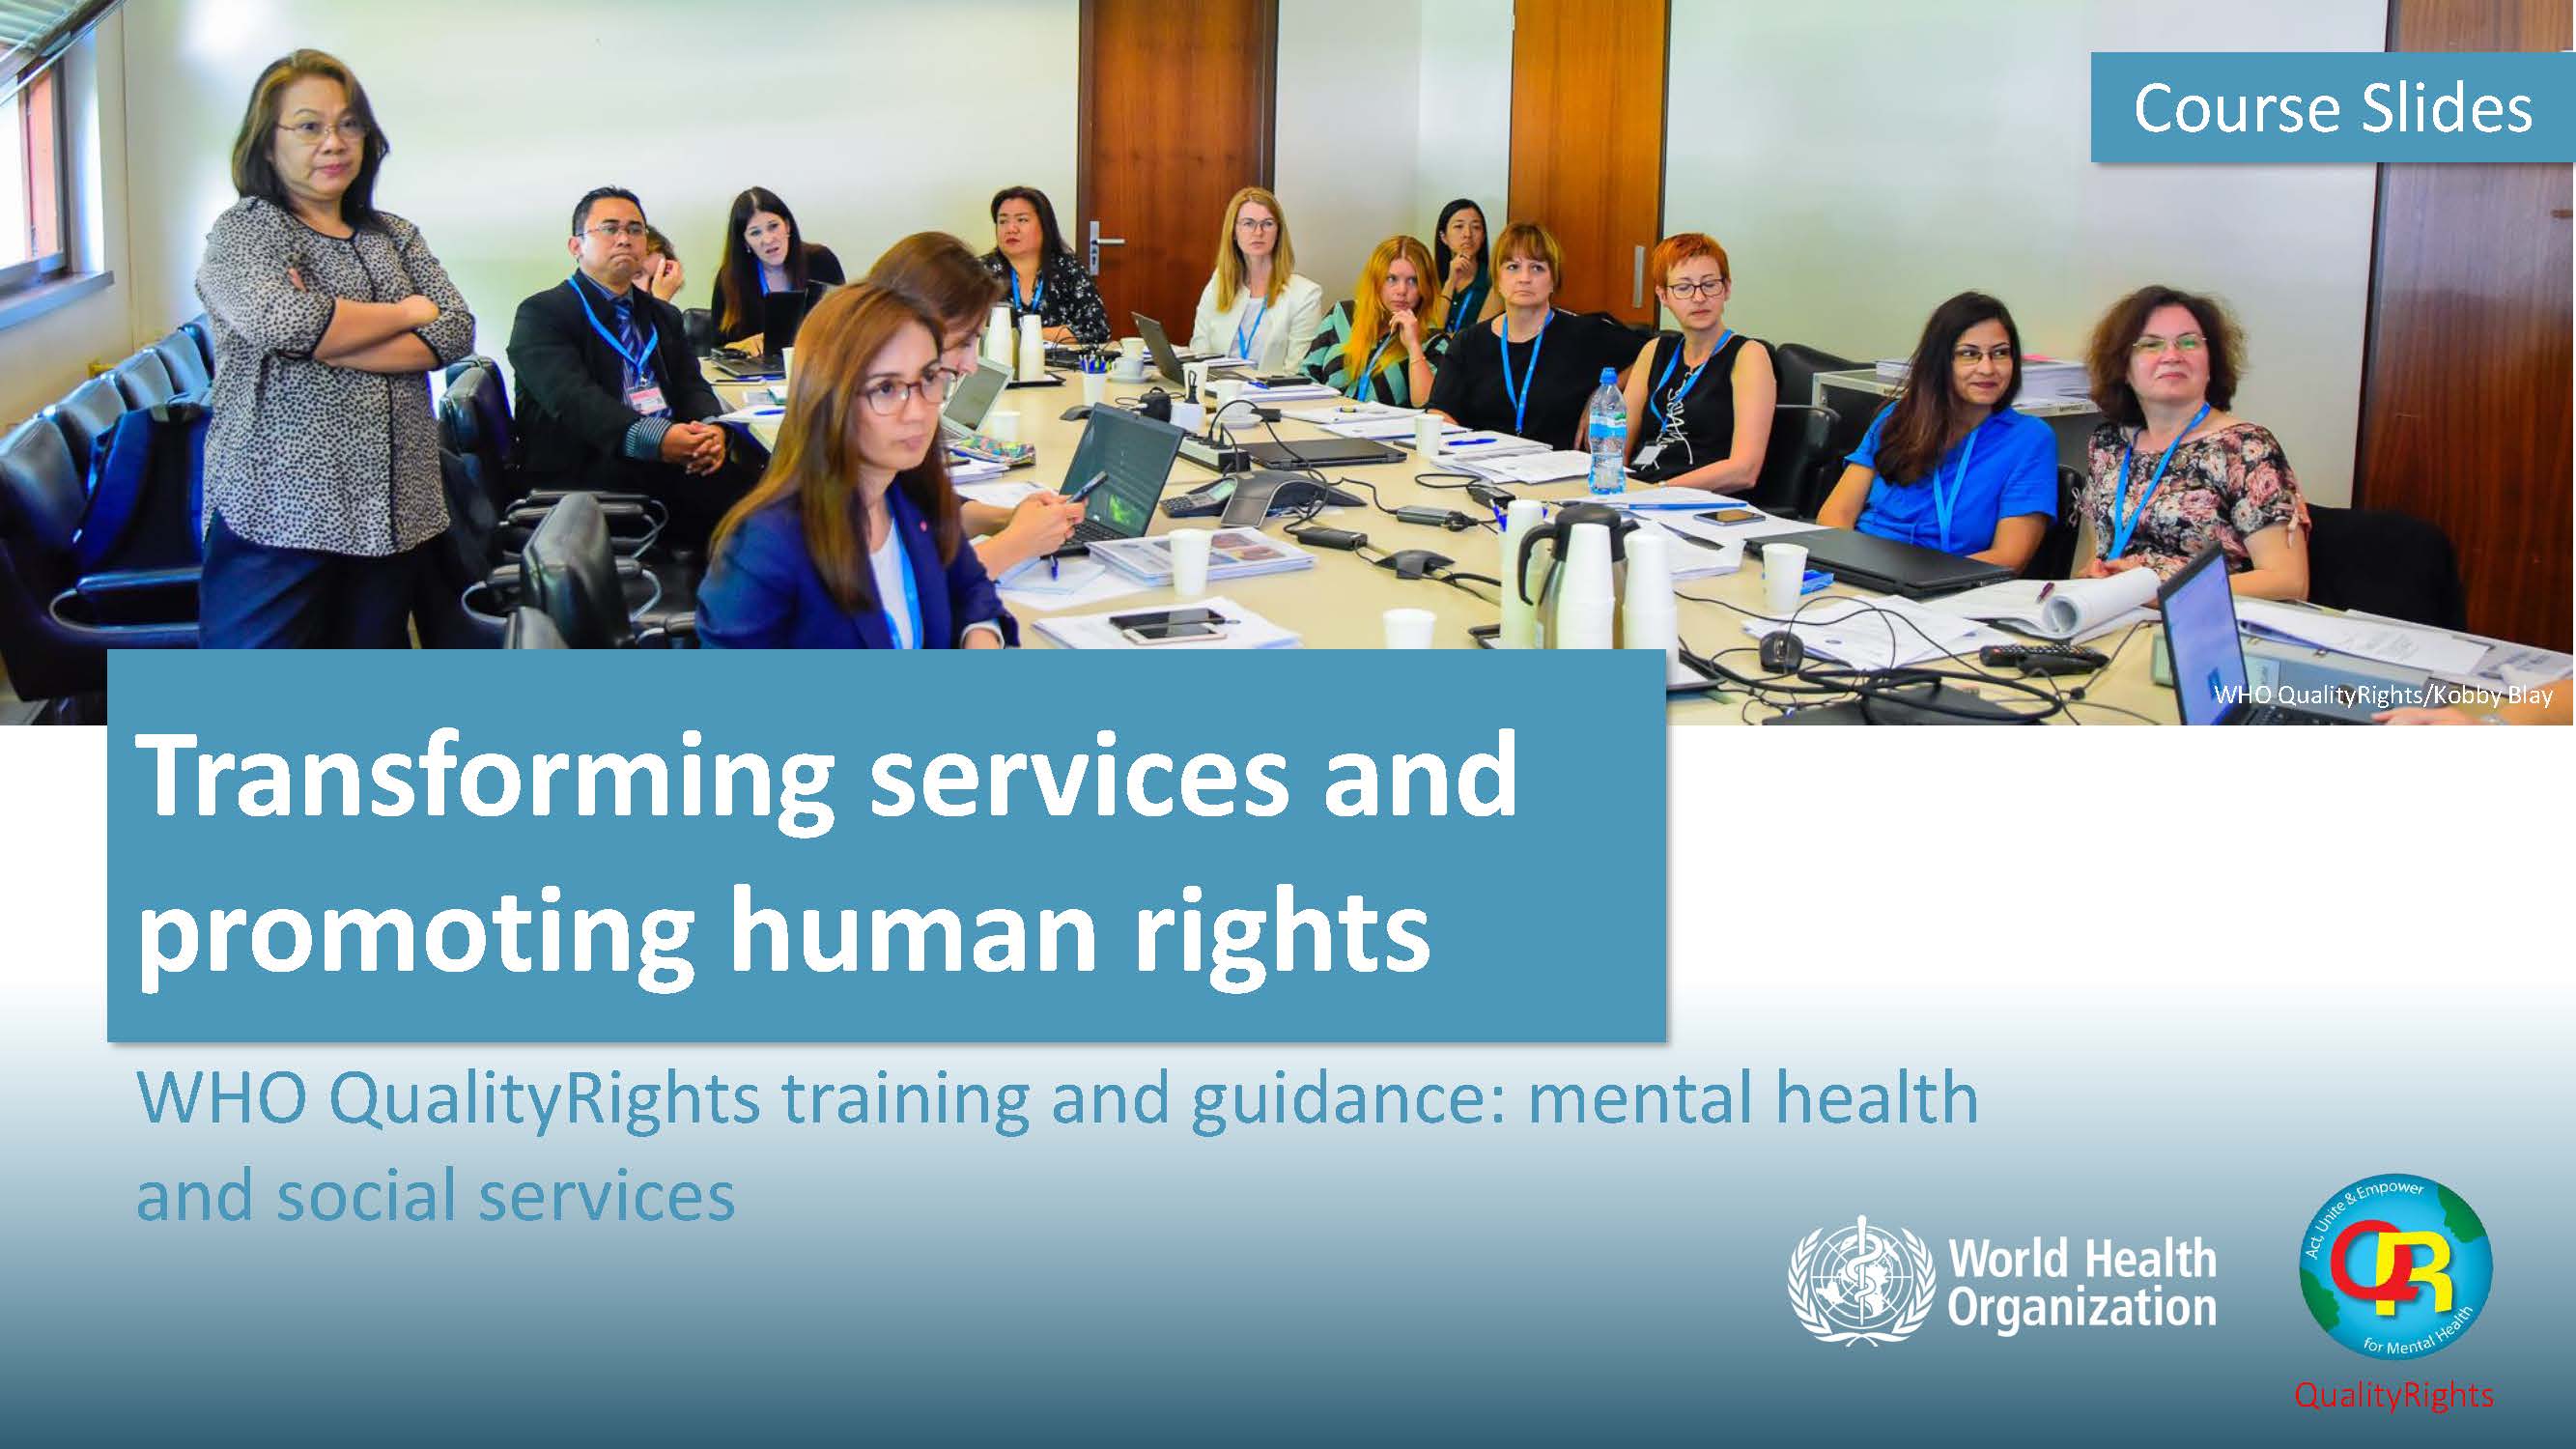 Course Slides
WHO QualityRights/Kobby Blay
Transforming services and
promoting human rights
WHO QualityRights training and guidance: mental health
and social services
World Health
Organization
Act, Unite & Empower
QR
for Mental Health
QualityRights